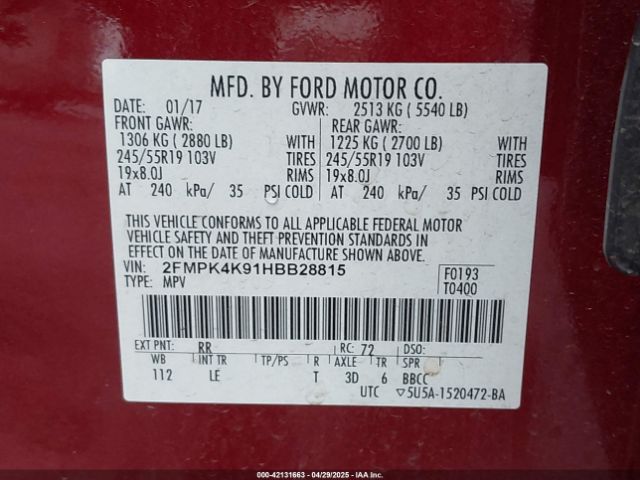 MFD. BY FORD MOTOR CO.
DATE: 01/17 GVWR: 2513 KG ( 5540 LB)
FRONT GAWR: REAR GAWR:
1306 KG ( 2880 LB) WITH 1225 KG ( 2700 LB) WITH
245/55R19 103V TIRES 245/55R19 103V TIRES
19x8.0J RIMS 19x8.0J RIMS
AT 240 kPa/ 35 PSI COLD AT 240 kPa/ 35 PSI COLD
THIS VEHICLE CONFORMS TO ALL APPLICABLE FEDERAL MOTOR
VEHICLE SAFETY AND THEFT PREVENTION STANDARDS IN
EFFECT ON THE DATE OF MANUFACTURE SHOWN ABOVE.
VIN: 2FMPK4K91HBB28815 F0193
TYPE: MPV T0400
EXT PNT: RR RC: 72 DSO:
WB INT TR TP/PS R AXLE TR SPR
112 LE T 3D 6 BBCC
UTC ▽5U5A-1520472-BA
(000-42131663 | 04/29/2025 | IAA)